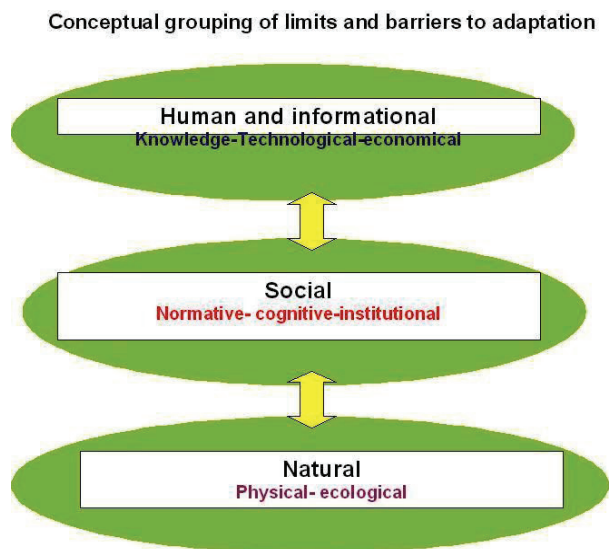 Conceptual grouping of limits and barriers to adaptation
Human and informational
Knowledge-Technological-economical
Social
Normative- cognitive-institutional
Natural
Physical- ecological